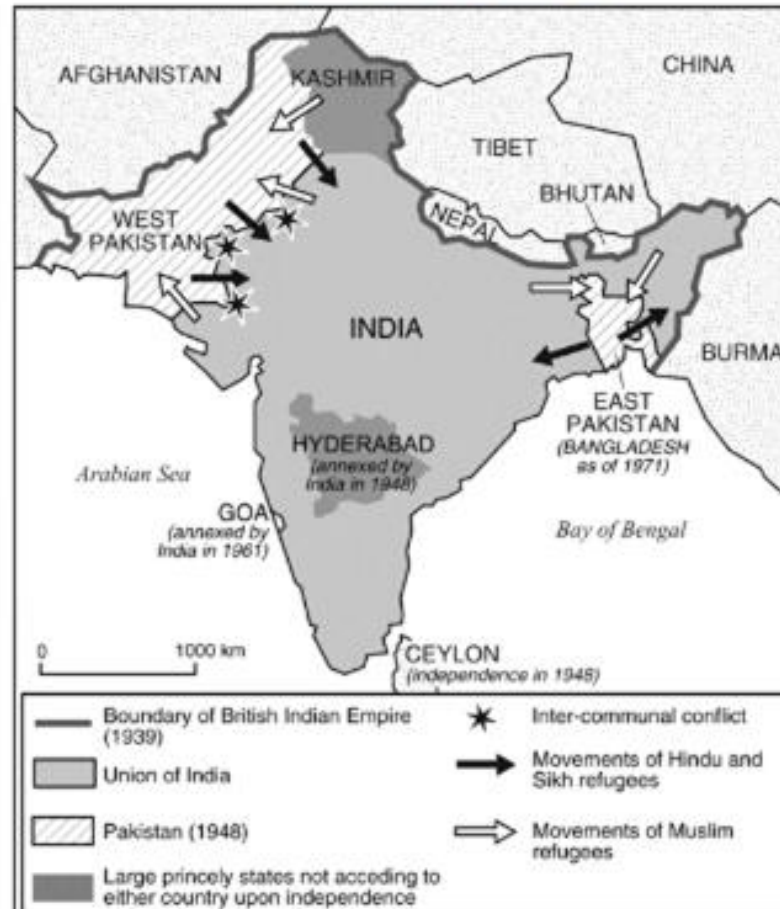 AFGHANISTAN
KASHMIR
CHINA
TIBET
BHUTAN
NEPAL
WEST
PAKISTAN
INDIA
BURMA
EAST
PAKISTAN
(BANGLADESH
as of 1971)
HYDERABAD
(annexed by
India in 1948)
Arabian Sea
GOA
(annexed by
India in 1961)
Bay of Bengal
0 1000 km
CEYLON
(independence in 1948)
Boundary of British Indian Empire
(1939)
Union of India
Pakistan (1948)
Large princely states not acceding to
either country upon independence
Inter-communal conflict
Movements of Hindu and
Sikh refugees
Movements of Muslim
refugees